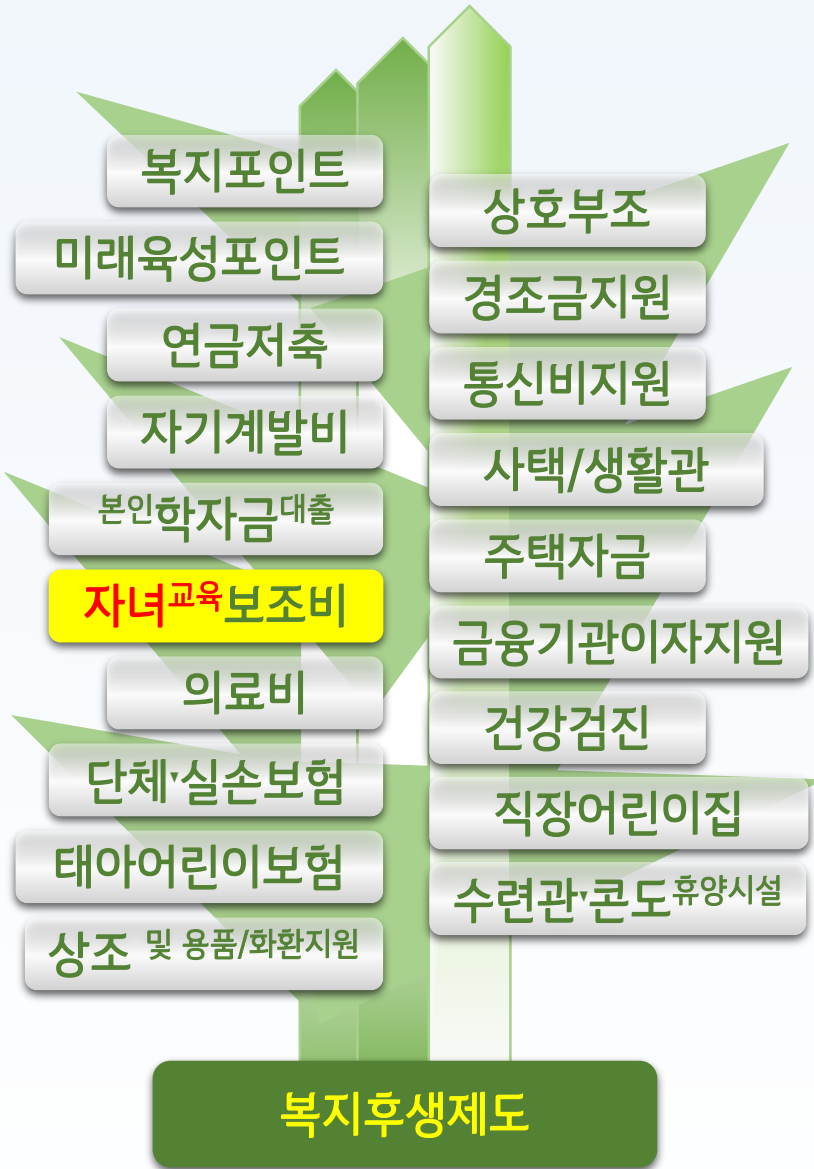 복지포인트
미래육성포인트
연금저축
자기계발비
본인학자금대출
자녀교육보조비
의료비
단체▾실손보험
태아어린이보험
상조 및 용품/화환지원
상호부조
경조금지원
통신비지원
사택/생활관
주택자금
금융기관이자지원
건강검진
직장어린이집
수련관▾콘도휴양시설
복지후생제도